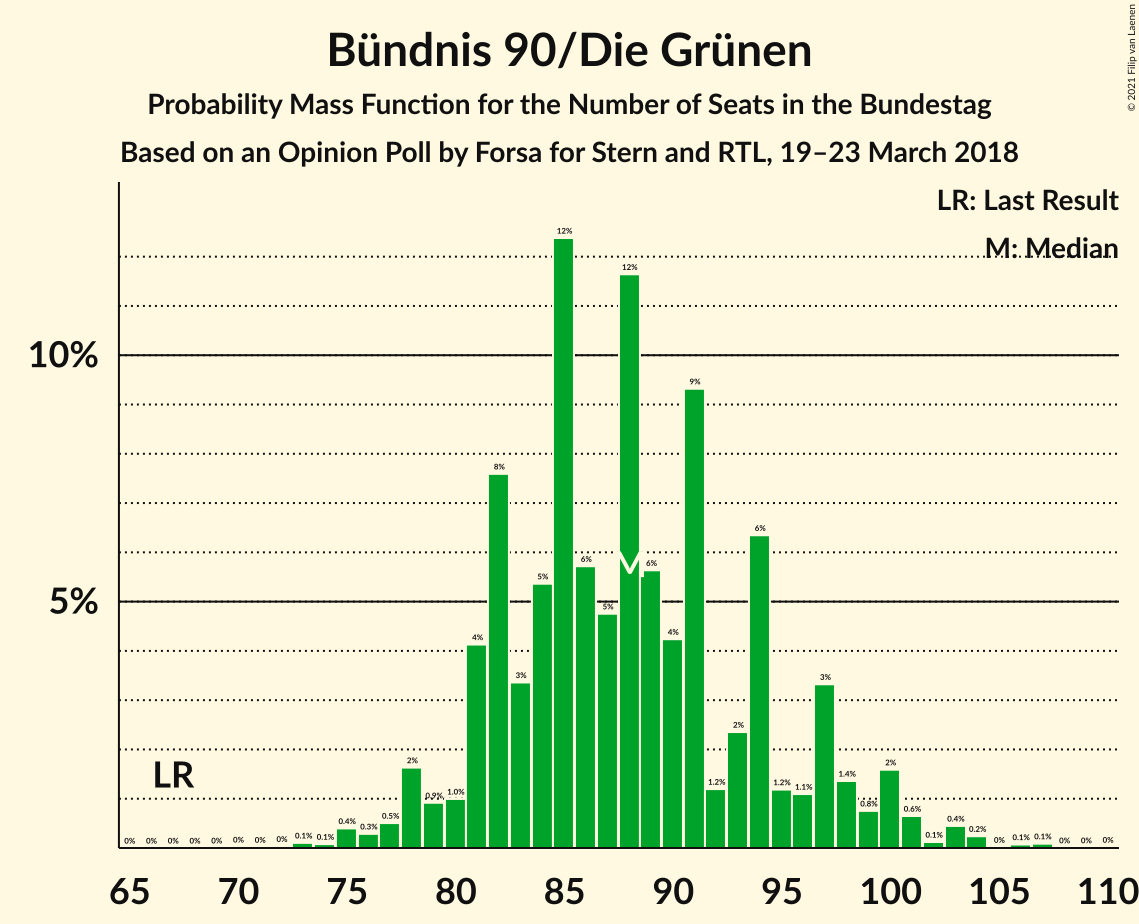 Bündnis 90/Die Grünen
Probability Mass Function for the Number of Seats in the Bundestag
Based on an Opinion Poll by Forsa for Stern and RTL, 19–23 March 2018
© 2021 Filip van Laenen
LR: Last Result
M: Median
10%
5%
LR
M
0% 0% 0% 0% 0% 0% 0% 0% 0.1% 0.1% 0.4% 0.3% 0.5% 2% 0.9% 1.0% 4% 8% 3% 5% 12% 6% 5% 12% 6% 4% 9% 1.2% 2% 6% 1.2% 1.1% 3% 1.4% 0.8% 2% 0.6% 0.1% 0.4% 0.2% 0% 0.1% 0.1% 0% 0% 0%
65 70 75 80 85 90 95 100 105 110